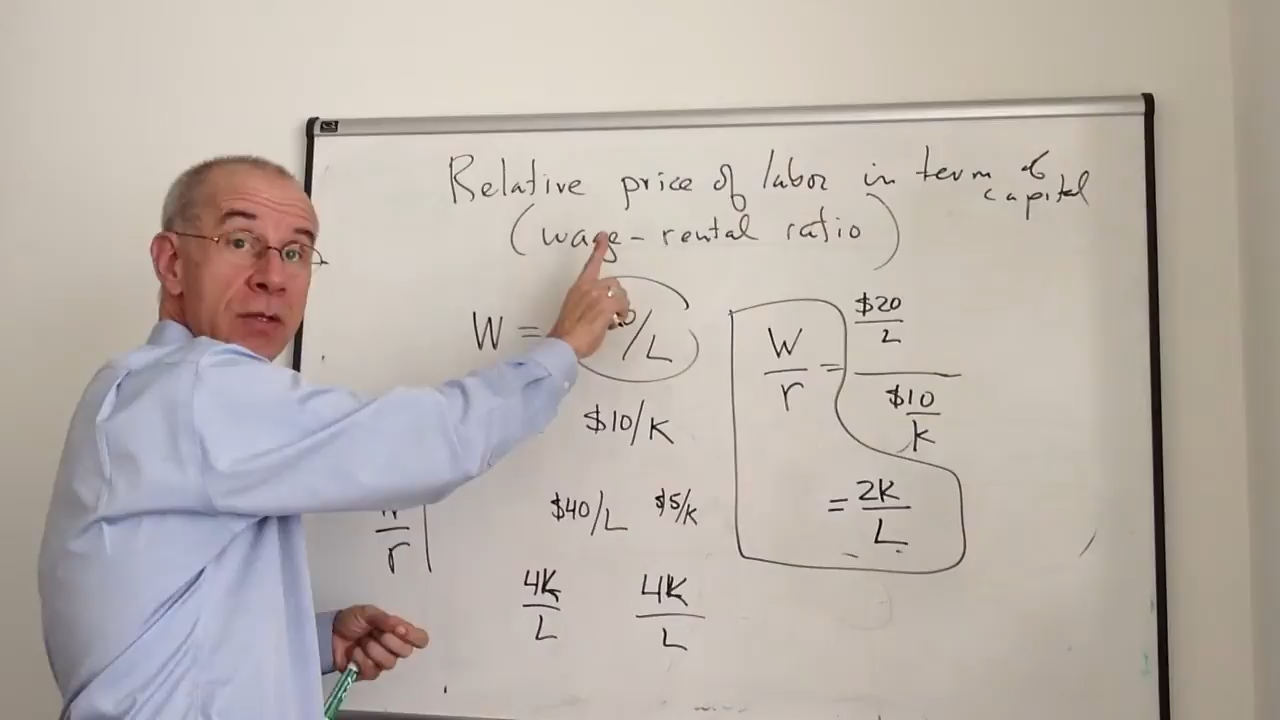 Relative price of labor in term of
capital
(wage-rental ratio)
W = /L
$10/K
W/r = $20/L / $10/K
= 2K/L
$40/L $5/K
r
4K/L 4K/L